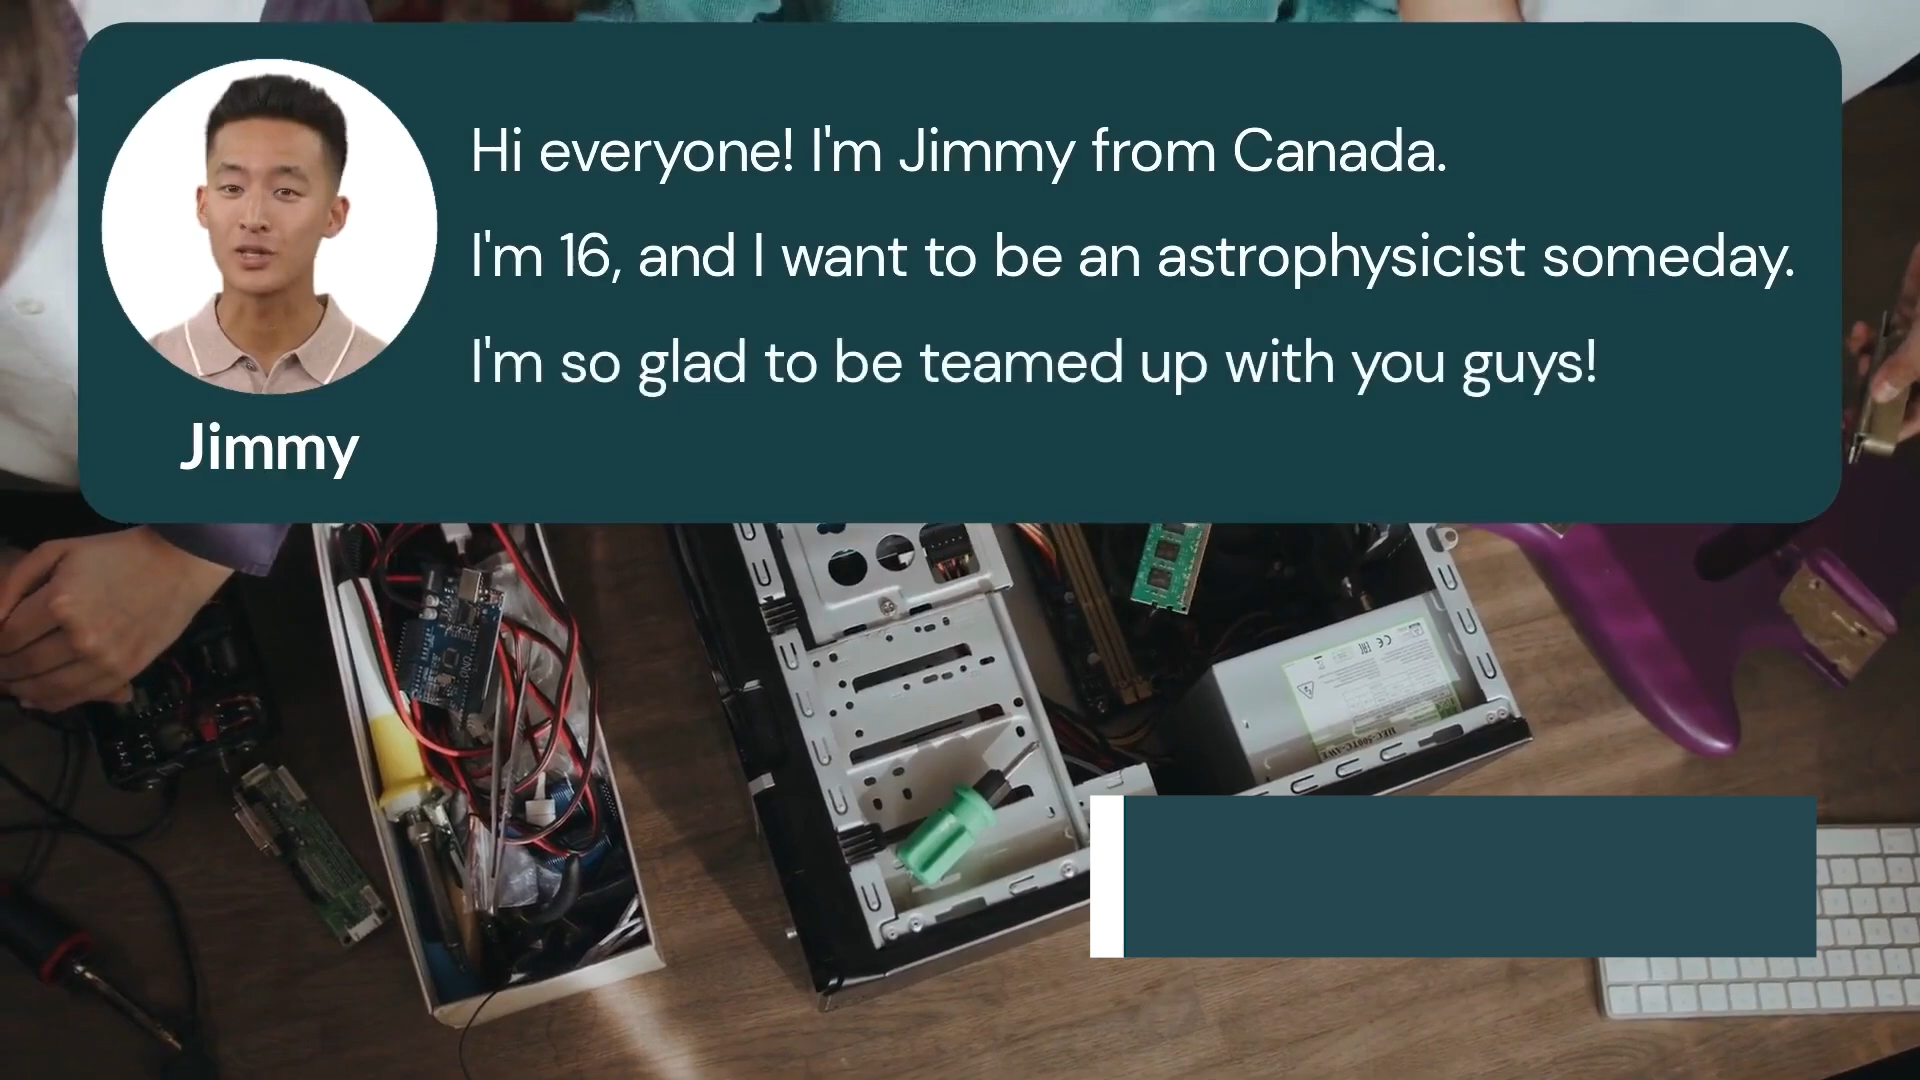 Hi everyone! I'm Jimmy from Canada.
I'm 16, and I want to be an astrophysicist someday.
I'm so glad to be teamed up with you guys!
Jimmy